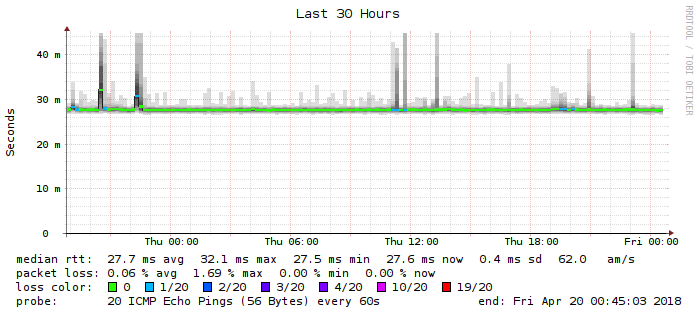 Last 30 Hours
RRDTOOL / TOBI OETIKER
Seconds
40 m
30 m
20 m
10 m
0
Thu 00:00 Thu 06:00 Thu 12:00 Thu 18:00 Fri 00:00
median rtt: 27.7 ms avg 32.1 ms max 27.5 ms min 27.6 ms now 0.4 ms sd 62.0 am/s
packet loss: 0.06 % avg 1.69 % max 0.00 % min 0.00 % now
loss color: 0 1/20 2/20 3/20 4/20 10/20 19/20
probe: 20 ICMP Echo Pings (56 Bytes) every 60s end: Fri Apr 20 00:45:03 2018